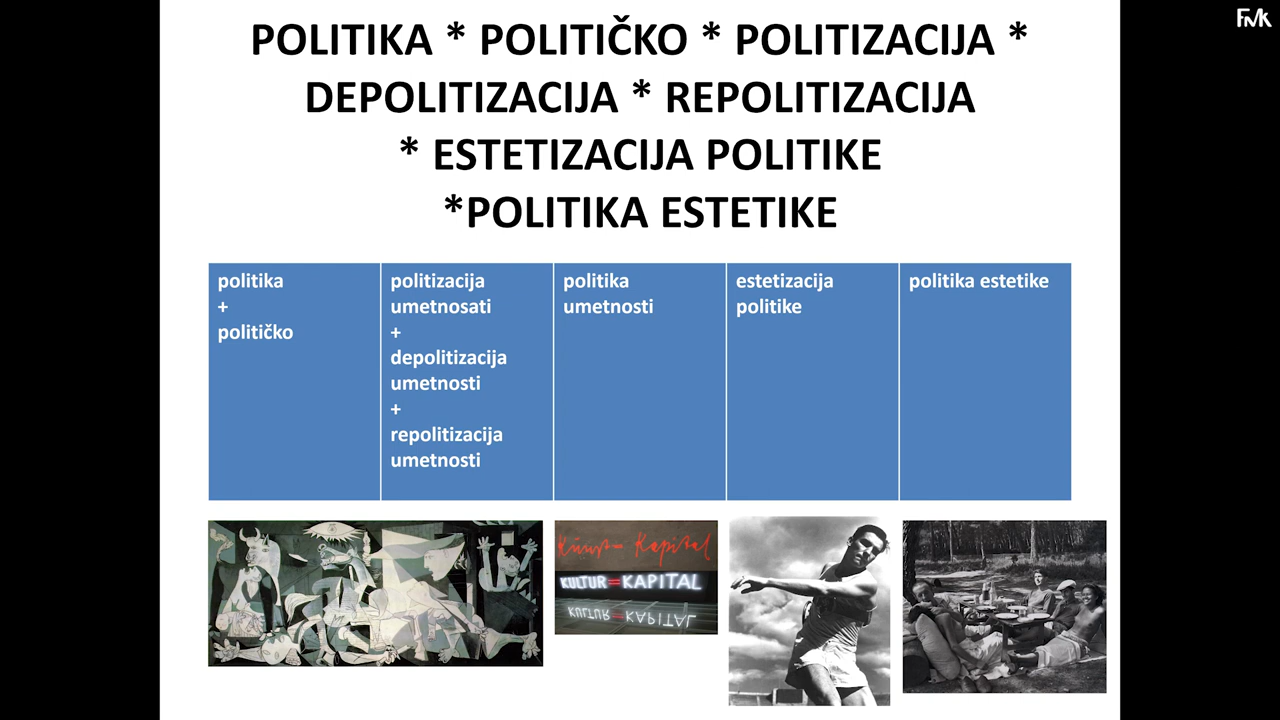 FMK
POLITIKA * POLITIČKO * POLITIZACIJA *
DEPOLITIZACIJA * REPOLITIZACIJA
* ESTETIZACIJA POLITIKE
*POLITIKA ESTETIKE
politika
+
političko
politizacija
umetnosati
+
depolitizacija
umetnosti
+
repolitizacija
umetnosti
politika
umetnosti
estetizacija
politike
politika estetike
Kunst = Kapital
KULTUR=KAPITAL
KULTUR=KAPITAL